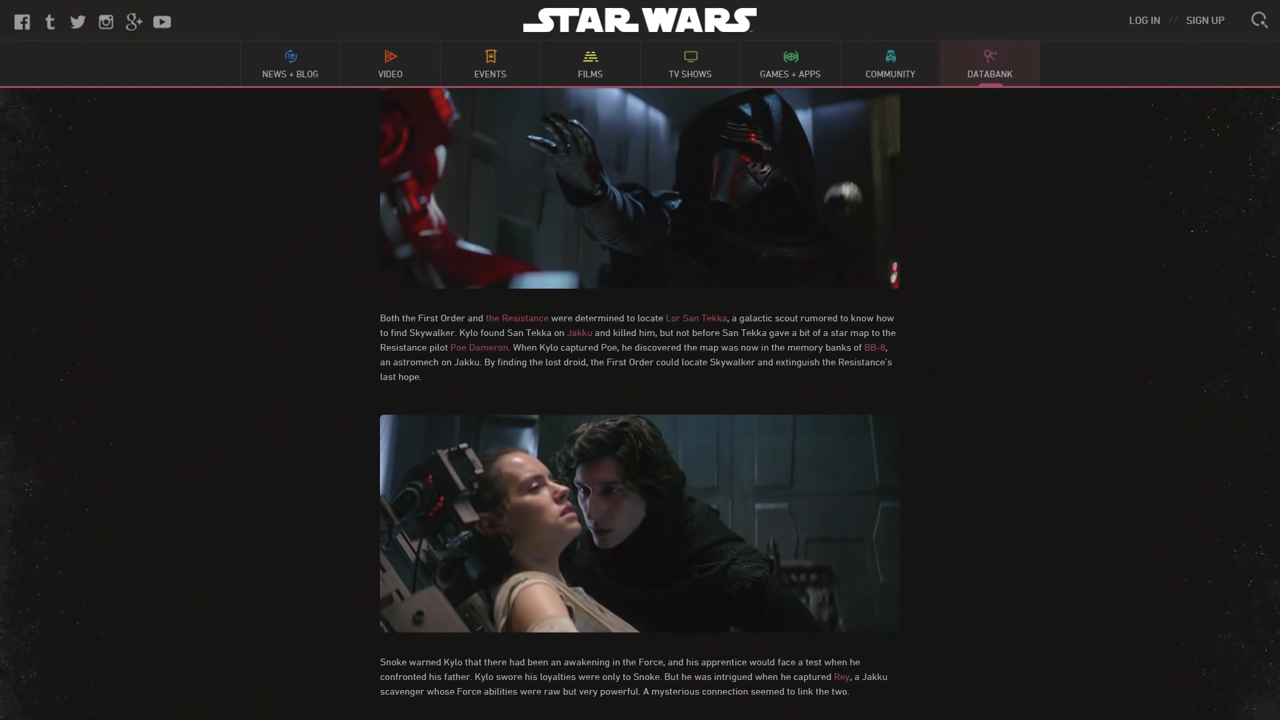 STAR WARS
LOG IN // SIGN UP
NEWS + BLOG
VIDEO
EVENTS
FILMS
TV SHOWS
GAMES + APPS
COMMUNITY
DATABANK
Both the First Order and the Resistance were determined to locate Lor San Tekka, a galactic scout rumored to know how
to find Skywalker. Kylo found San Tekka on Jakku and killed him, but not before San Tekka gave a bit of a star map to the
Resistance pilot Poe Dameron. When Kylo captured Poe, he discovered the map was now in the memory banks of BB-8,
an astromech on Jakku. By finding the lost droid, the First Order could locate Skywalker and extinguish the Resistance's
last hope.
Snoke warned Kylo that there had been an awakening in the Force, and his apprentice would face a test when he
confronted his father. Kylo swore his loyalties were only to Snoke. But he was intrigued when he captured Rey, a Jakku
scavenger whose Force abilities were raw but very powerful. A mysterious connection seemed to link the two.